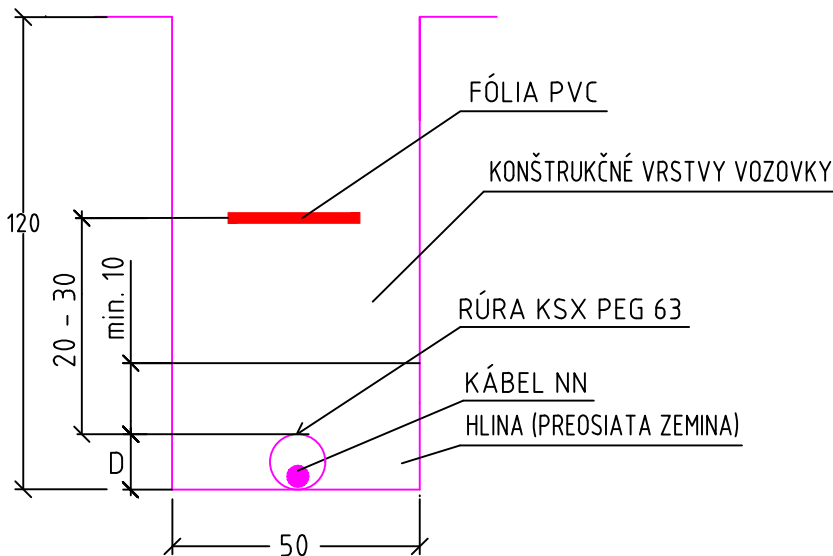 FÓLIA PVC
KONŠTRUKČNÉ VRSTVY VOZOVKY
120
20 - 30
min. 10
RÚRA KSX PEG 63
KÁBEL NN
HLINA (PREOSIATA ZEMINA)
D
50